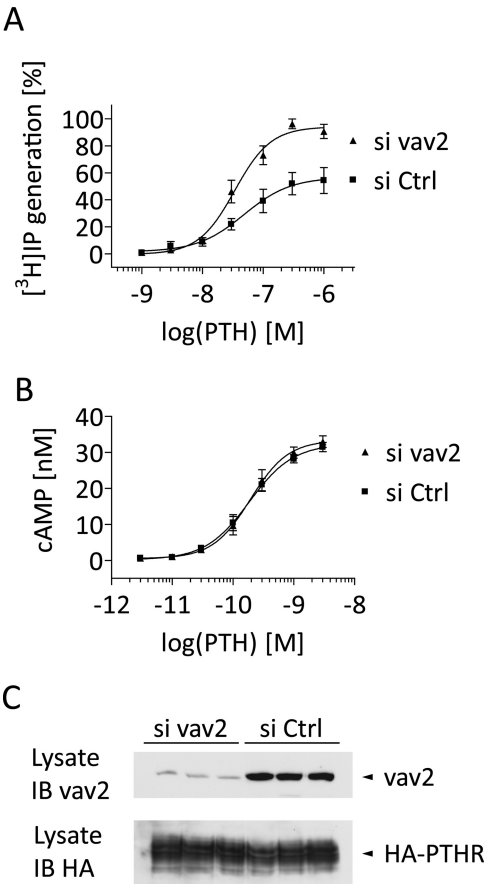 A
[³H]IP generation [%]
100
80
60
40
20
0
-9 -8 -7 -6
log(PTH) [M]
si vav2
si Ctrl
B
cAMP [nM]
40
30
20
10
0
-12 -11 -10 -9 -8
log(PTH) [M]
si vav2
si Ctrl
C
si vav2 si Ctrl
Lysate
IB vav2
vav2
Lysate
IB HA
HA-PTHR